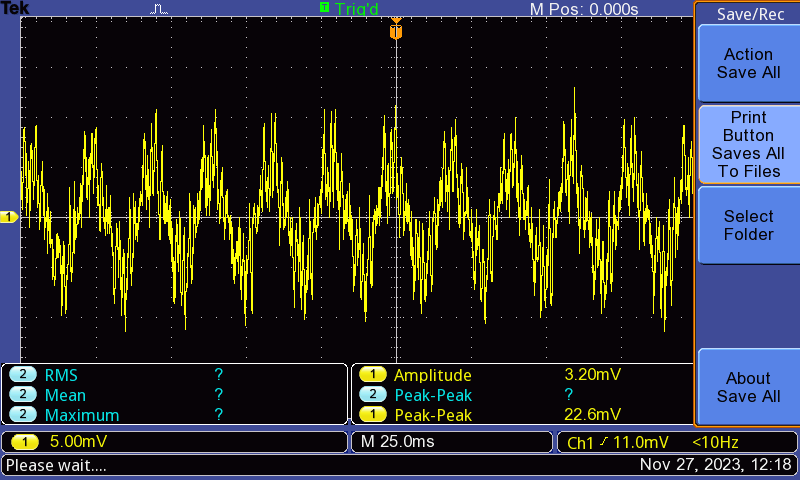 Tek
T Trig'd
M Pos: 0.000s
Save/Rec
T
Action
Save All
Print
Button
Saves All
To Files
1
Select
Folder
2 RMS ?
2 Mean ?
2 Maximum ?
1 Amplitude 3.20mV
2 Peak-Peak ?
1 Peak-Peak 22.6mV
About
Save All
1 5.00mV
M 25.0ms
Ch1 11.0mV <10Hz
Please wait....
Nov 27, 2023, 12:18